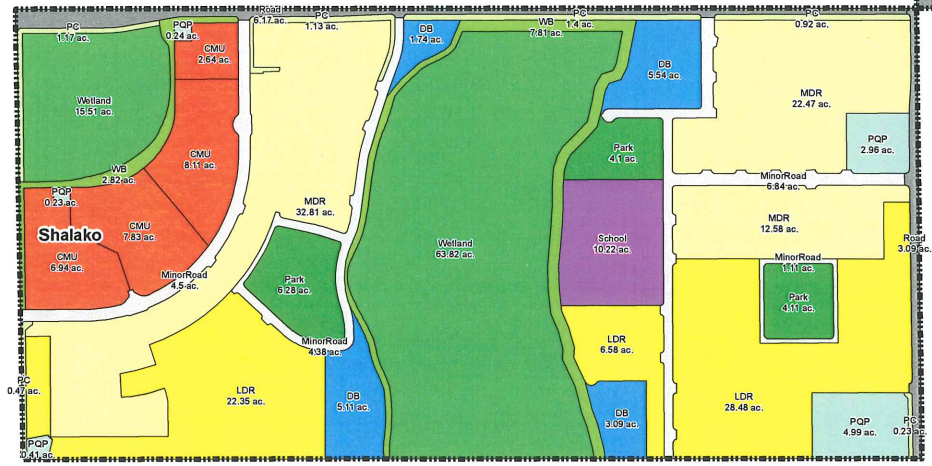 Road
6.17 ac.
PC
1.17 ac.
PQP
0.24 ac.
PC
1.13 ac.
DB
1.74 ac.
WB
7.81 ac.
PC
1.4 ac.
PC
0.92 ac.
CMU
2.64 ac.
DB
5.54 ac.
Wetland
15.51 ac.
MDR
22.47 ac.
CMU
8.11 ac.
Park
4.1 ac.
PQP
2.96 ac.
WB
2.82 ac.
MinorRoad
6.84 ac.
PQP
0.23 ac.
MDR
32.81 ac.
MDR
12.58 ac.
Shalako
CMU
7.83 ac.
Wetland
63.82 ac.
School
10.22 ac.
Road
3.09 ac.
CMU
6.94 ac.
MinorRoad
4.5 ac.
Park
6.28 ac.
MinorRoad
1.11 ac.
Park
4.11 ac.
MinorRoad
4.38 ac.
LDR
6.58 ac.
PC
0.47 ac.
LDR
22.35 ac.
DB
5.11 ac.
LDR
28.48 ac.
DB
3.09 ac.
PQP
4.99 ac.
PC
0.23 ac.
PQP
0.41 ac.